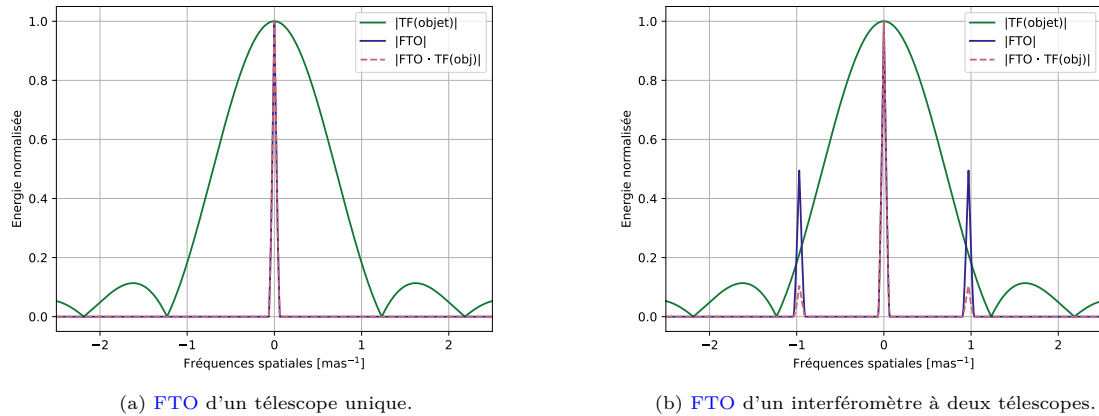 Energie normalisée
1.0
0.8
0.6
0.4
0.2
0.0
|TF(objet)|
|FTO|
|FTO · TF(obj)|
−2
−1
0
1
2
Fréquences spatiales [mas⁻¹]
(a) FTO d'un télescope unique.
Energie normalisée
1.0
0.8
0.6
0.4
0.2
0.0
|TF(objet)|
|FTO|
|FTO · TF(obj)|
−2
−1
0
1
2
Fréquences spatiales [mas⁻¹]
(b) FTO d'un interféromètre à deux télescopes.